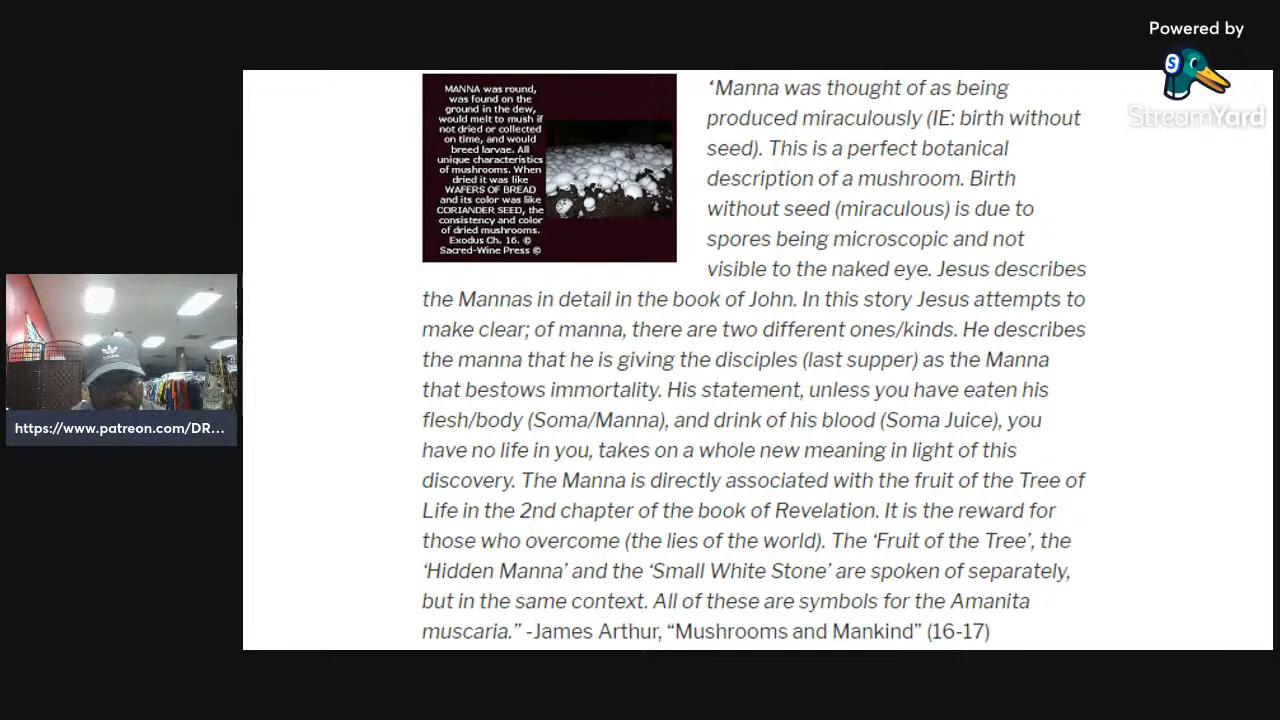 Powered by
StreamYard
MANNA was round,
was found on the
ground in the dew,
would melt to mush if
not dried or collected
on time, and would
breed larvae. All
unique characteristics
of mushrooms. When
dried it was like
WAFERS OF BREAD
and its color was like
CORIANDER SEED, the
consistency and color
of dried mushrooms.
Exodus Ch. 16. ©
Sacred-Wine Press ©
‘Manna was thought of as being
produced miraculously (IE: birth without
seed). This is a perfect botanical
description of a mushroom. Birth
without seed (miraculous) is due to
spores being microscopic and not
visible to the naked eye. Jesus describes
the Mannas in detail in the book of John. In this story Jesus attempts to
make clear; of manna, there are two different ones/kinds. He describes
the manna that he is giving the disciples (last supper) as the Manna
that bestows immortality. His statement, unless you have eaten his
flesh/body (Soma/Manna), and drink of his blood (Soma Juice), you
have no life in you, takes on a whole new meaning in light of this
discovery. The Manna is directly associated with the fruit of the Tree of
Life in the 2nd chapter of the book of Revelation. It is the reward for
those who overcome (the lies of the world). The ‘Fruit of the Tree’, the
‘Hidden Manna’ and the ‘Small White Stone’ are spoken of separately,
but in the same context. All of these are symbols for the Amanita
muscaria.” -James Arthur, “Mushrooms and Mankind” (16-17)
adidas
https://www.patreon.com/DR...